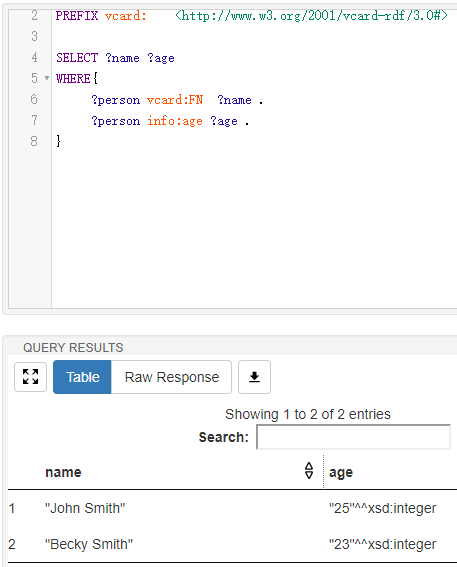 2 PREFIX vcard: <http://www.w3.org/2001/vcard-rdf/3.0#>
3
4 SELECT ?name ?age
5 WHERE{
6 ?person vcard:FN ?name .
7 ?person info:age ?age .
8 }
QUERY RESULTS
Table Raw Response
Showing 1 to 2 of 2 entries
Search:
name age
1 "John Smith" "25"^^xsd:integer
2 "Becky Smith" "23"^^xsd:integer